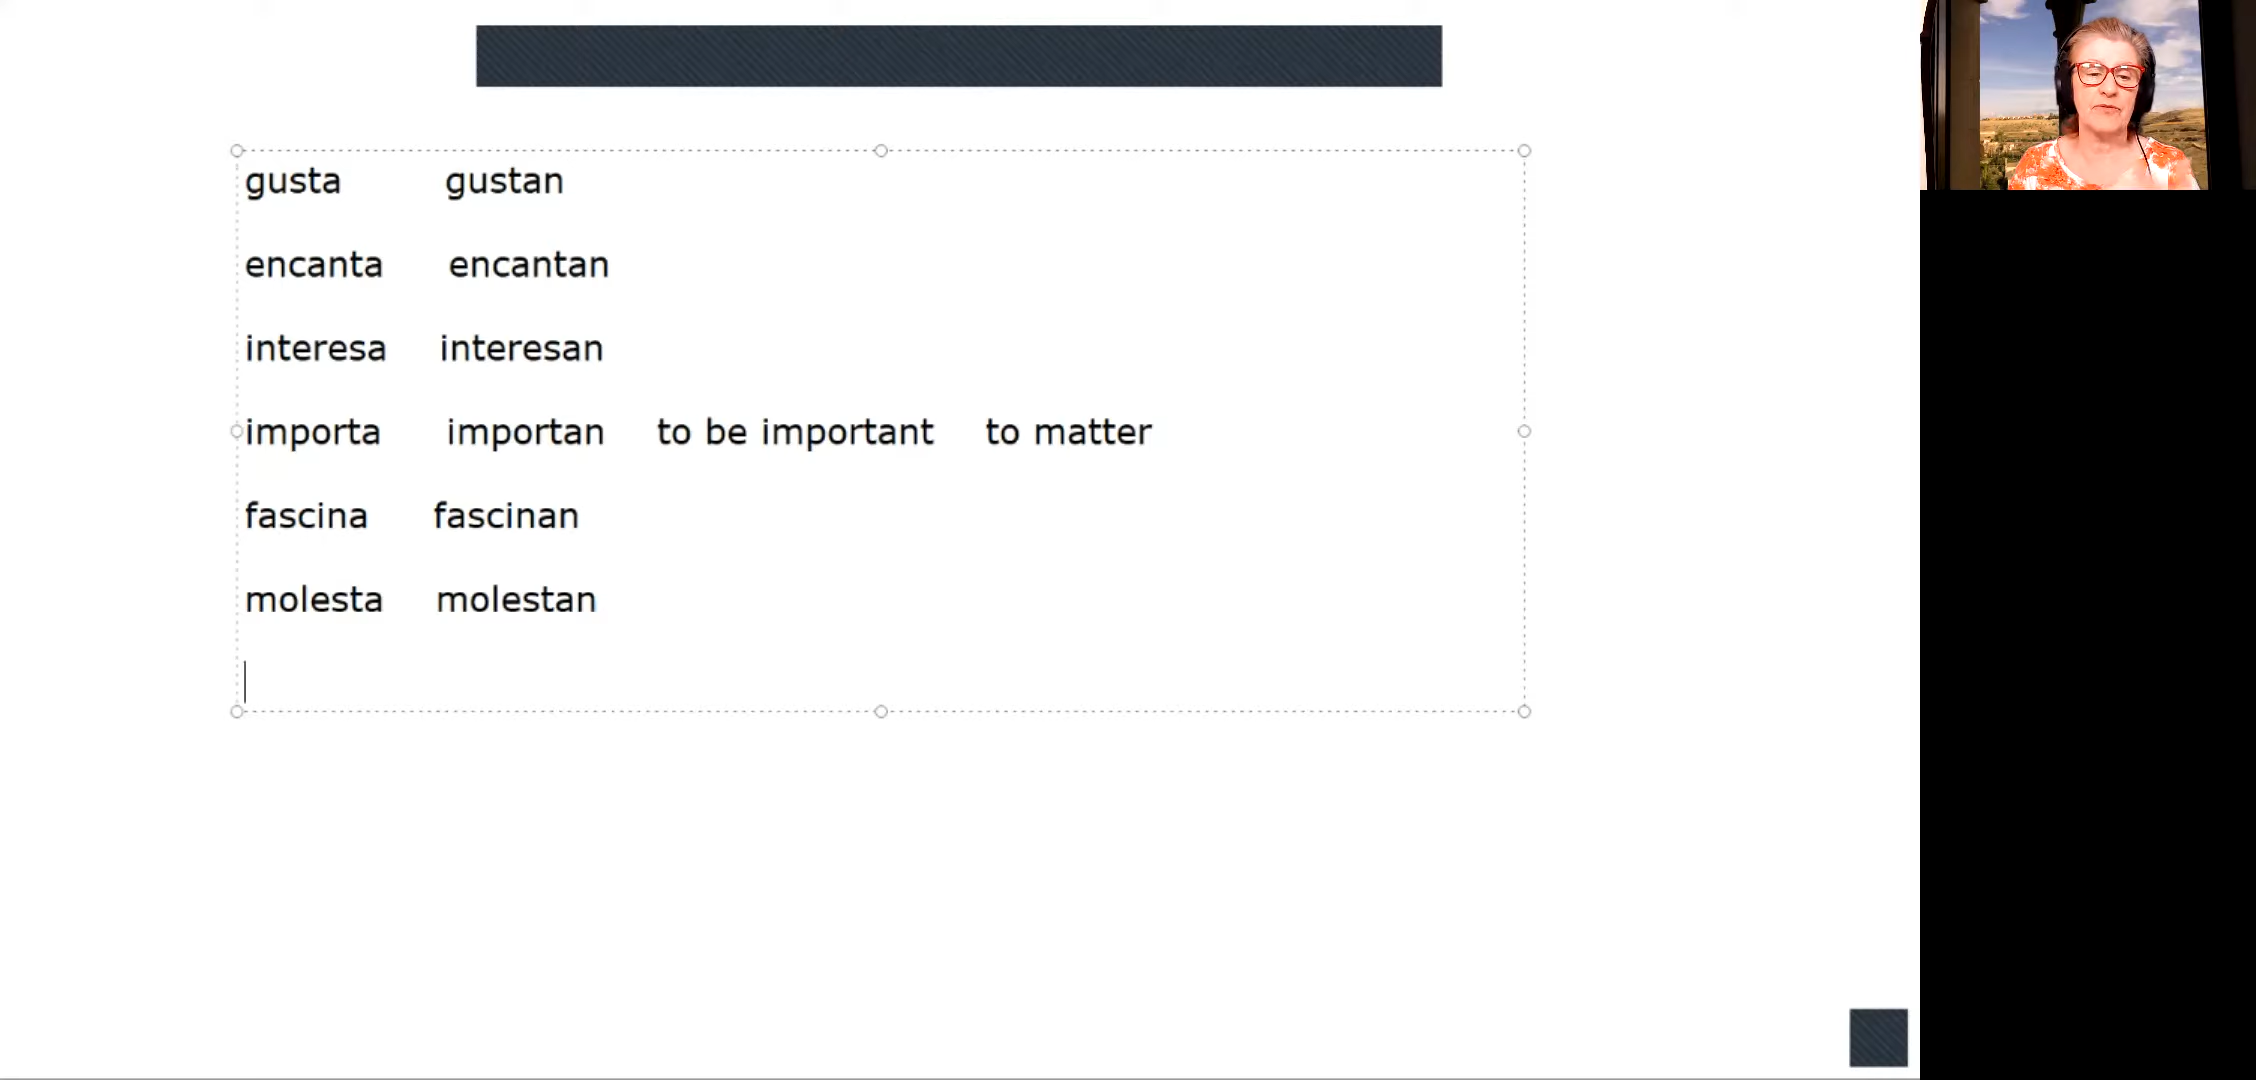 gusta gustan
encanta encantan
interesa interesan
importa importan to be important to matter
fascina fascinan
molesta molestan